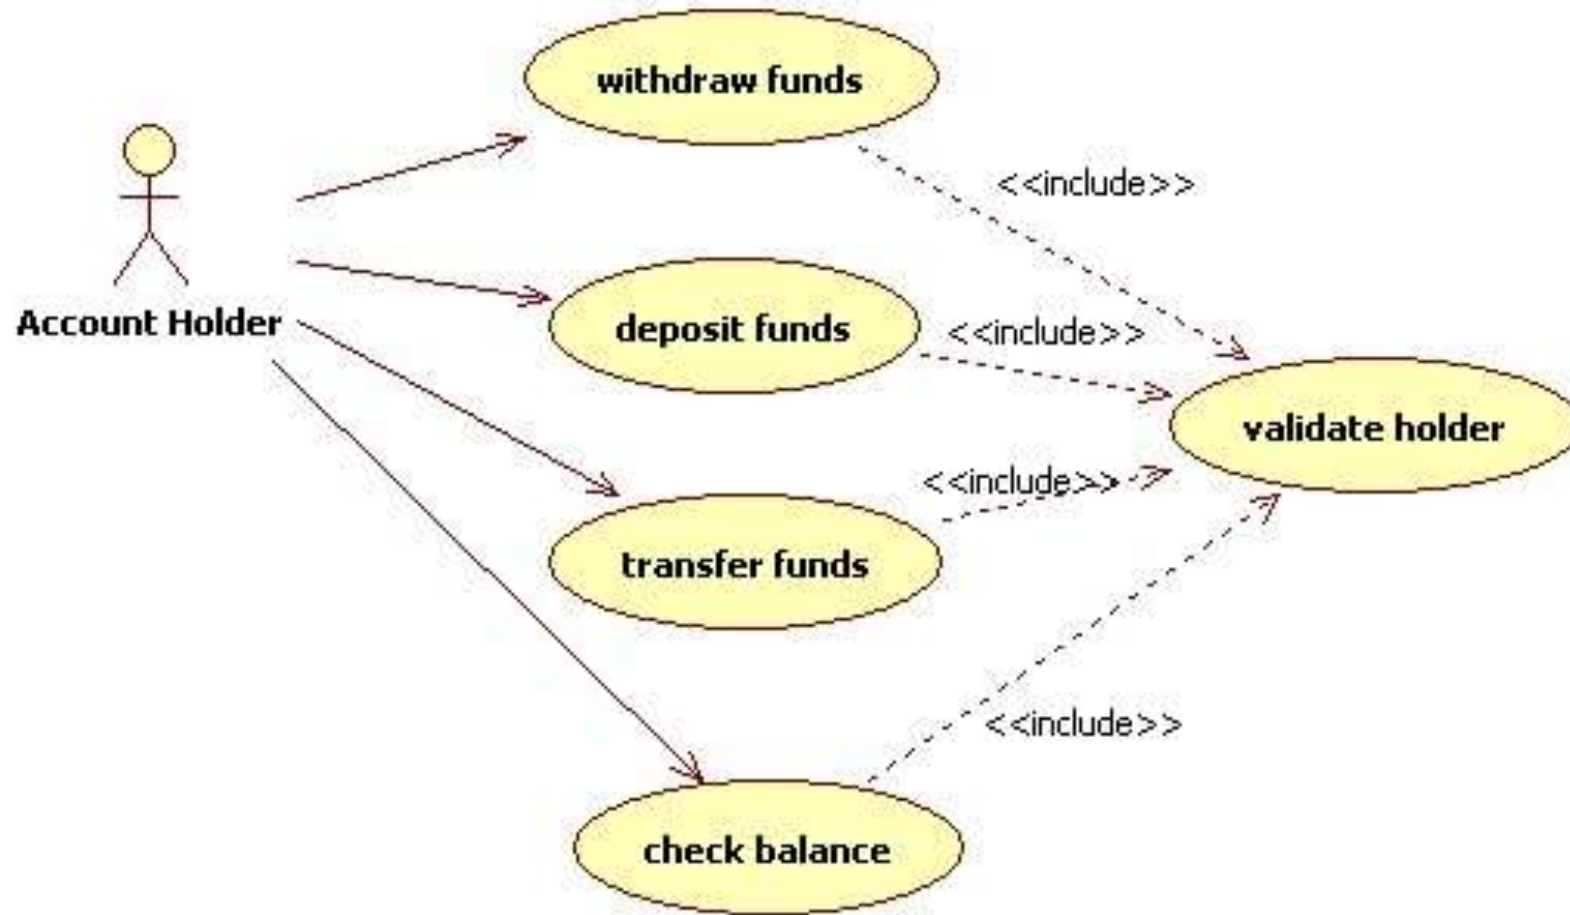 withdraw funds
<<include>>
Account Holder
deposit funds
<<include>>
validate holder
<<include>>
transfer funds
<<include>>
check balance